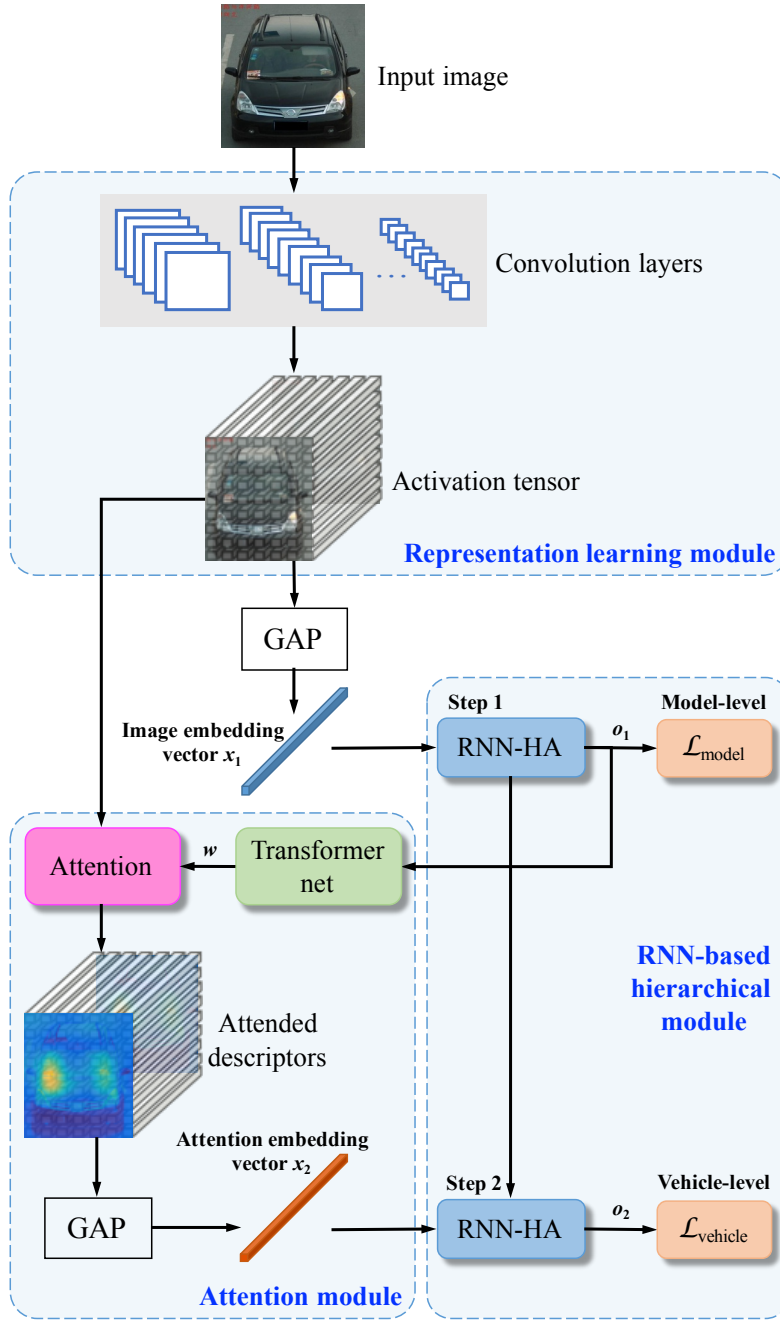 Input image
Convolution layers
. . .
Activation tensor
Representation learning module
GAP
Step 1
Model-level
Image embedding
vector x₁
RNN-HA
o₁
ℒmodel
Attention
w
Transformer
net
RNN-based
hierarchical
module
Attended
descriptors
Attention embedding
vector x₂
Step 2
Vehicle-level
GAP
RNN-HA
o₂
ℒvehicle
Attention module